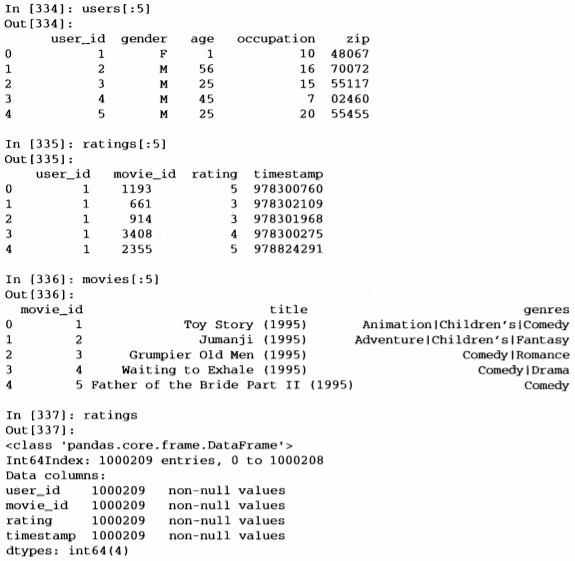 In [334]: users[:5]
Out[334]:
      user_id  gender   age   occupation    zip
0           1       F     1           10  48067
1           2       M    56           16  70072
2           3       M    25           15  55117
3           4       M    45            7  02460
4           5       M    25           20  55455
In [335]: ratings[:5]
Out[335]:
    user_id   movie_id  rating  timestamp
0         1       1193       5  978300760
1         1        661       3  978302109
2         1        914       3  978301968
3         1       3408       4  978300275
4         1       2355       5  978824291
In [336]: movies[:5]
Out[336]:
  movie_id                          title                            genres
0        1               Toy Story (1995)       Animation|Children's|Comedy
1        2                 Jumanji (1995)      Adventure|Children's|Fantasy
2        3        Grumpier Old Men (1995)                    Comedy|Romance
3        4       Waiting to Exhale (1995)                      Comedy|Drama
4        5 Father of the Bride Part II (1995)                        Comedy
In [337]: ratings
Out[337]:
<class 'pandas.core.frame.DataFrame'>
Int64Index: 1000209 entries, 0 to 1000208
Data columns:
user_id    1000209   non-null values
movie_id   1000209   non-null values
rating     1000209   non-null values
timestamp  1000209   non-null values
dtypes: int64(4)